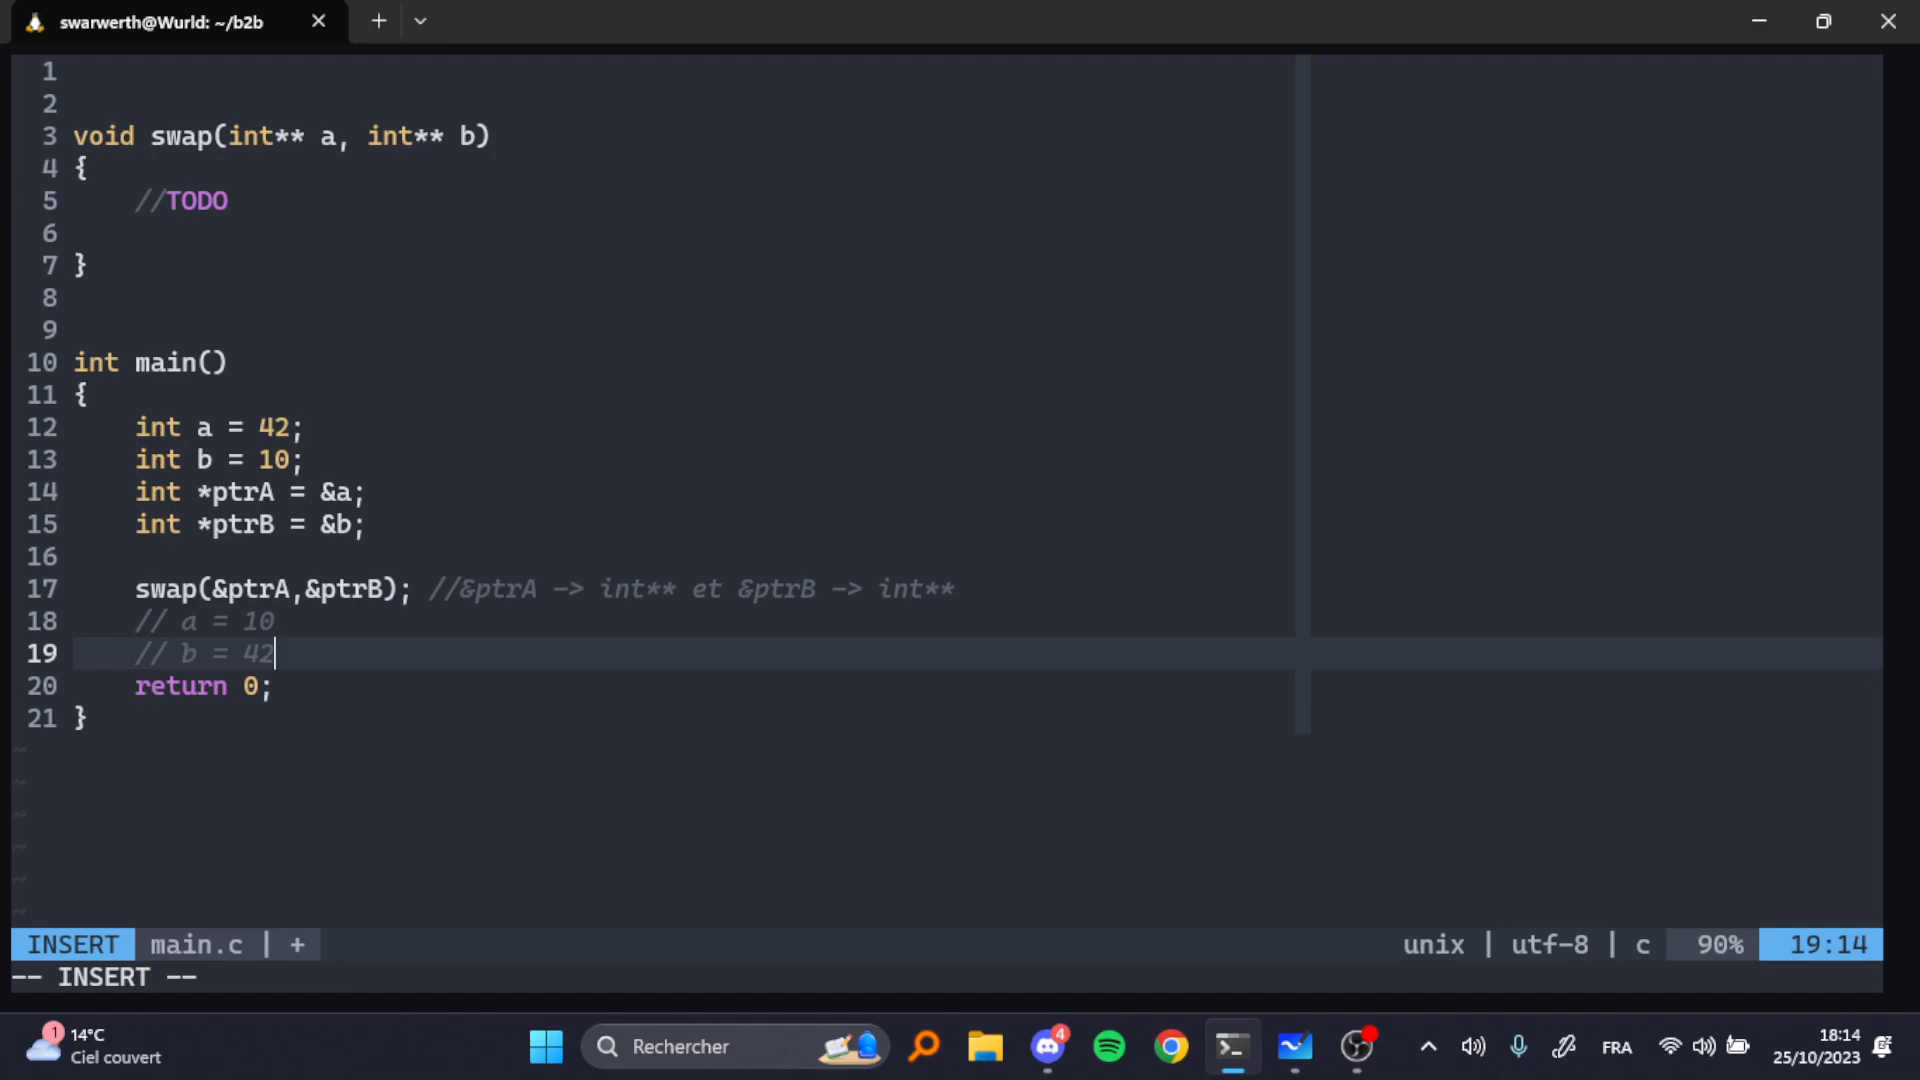 swarwerth@Wurld: ~/b2b
1
2
3 void swap(int** a, int** b)
4 {
5 //TODO
6
7 }
8
9
10 int main()
11 {
12 int a = 42;
13 int b = 10;
14 int *ptrA = &a;
15 int *ptrB = &b;
16
17 swap(&ptrA,&ptrB); //&ptrA -> int** et &ptrB -> int**
18 // a = 10
19 // b = 42
20 return 0;
21 }
~
~
~
~
~
~
INSERT main.c | + unix | utf-8 | c 90% 19:14
-- INSERT --
1 14°C
Ciel couvert
Rechercher
4
FRA
18:14
25/10/2023